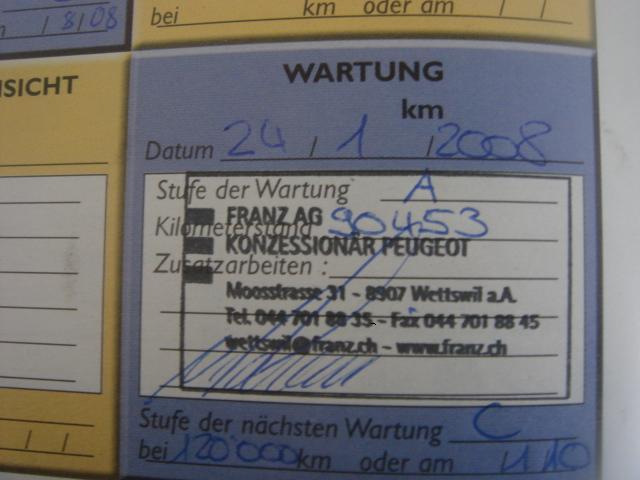 / 8 / 08
bei km oder am / /
SICHT
WARTUNG
km
Datum 24 / 1 / 2008
Stufe der Wartung A
FRANZ AG
Kilometerstand 90453
KONZESSIONÄR PEUGEOT
Zusatzarbeiten :
Moosstrasse 31 - 8907 Wettswil a.A.
Tel. 044 701 88 35 - Fax 044 701 88 45
wettswil@franz.ch - www.franz.ch
Stufe der nächsten Wartung C
bei 120'000 km oder am
/ /